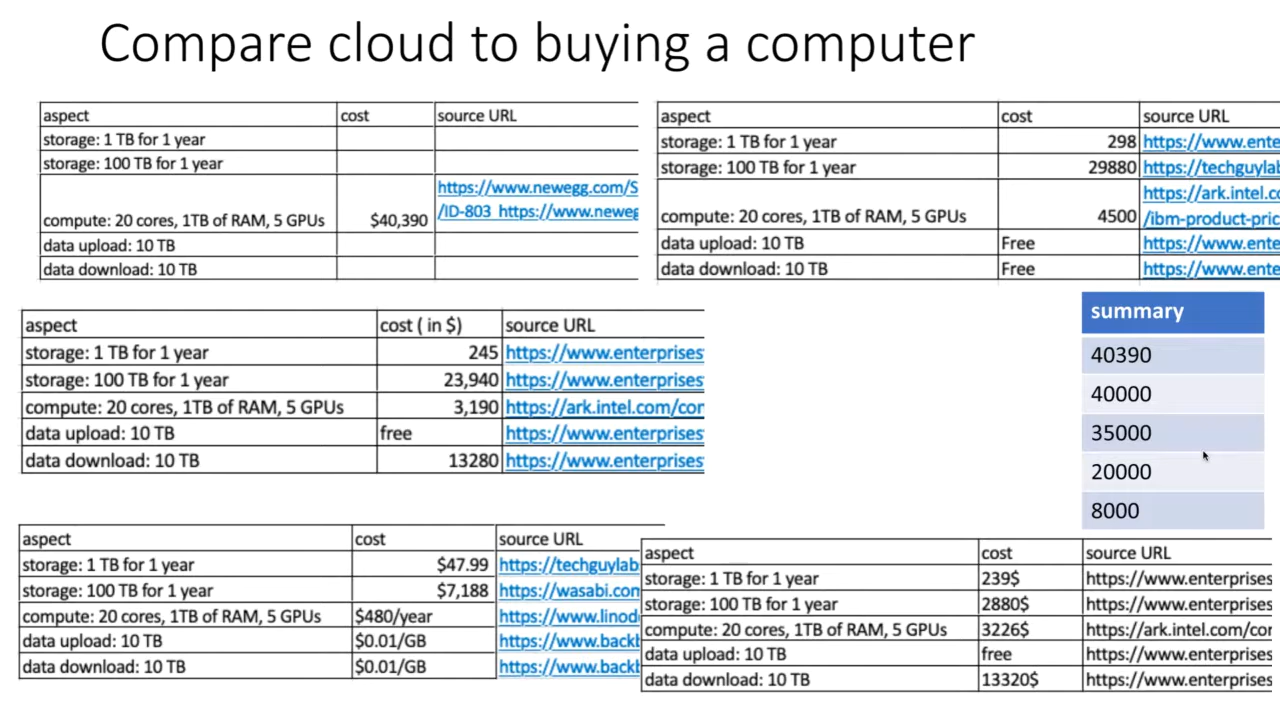 Compare cloud to buying a computer
aspect cost source URL
storage: 1 TB for 1 year
storage: 100 TB for 1 year
https://www.newegg.com/S
/ID-803 https://www.neweg
compute: 20 cores, 1TB of RAM, 5 GPUs $40,390
data upload: 10 TB
data download: 10 TB
aspect cost source URL
storage: 1 TB for 1 year 298 https://www.ente
storage: 100 TB for 1 year 29880 https://techguylab
https://ark.intel.co
compute: 20 cores, 1TB of RAM, 5 GPUs 4500 /ibm-product-pric
data upload: 10 TB Free https://www.ente
data download: 10 TB Free https://www.ente
aspect cost ( in $) source URL
storage: 1 TB for 1 year 245 https://www.enterprises
storage: 100 TB for 1 year 23,940 https://www.enterprises
compute: 20 cores, 1TB of RAM, 5 GPUs 3,190 https://ark.intel.com/cor
data upload: 10 TB free https://www.enterprises
data download: 10 TB 13280 https://www.enterprises
summary
40390
40000
35000
20000
8000
aspect cost source URL
storage: 1 TB for 1 year $47.99 https://techguylab
storage: 100 TB for 1 year $7,188 https://wasabi.con
compute: 20 cores, 1TB of RAM, 5 GPUs $480/year https://www.linod
data upload: 10 TB $0.01/GB https://www.backb
data download: 10 TB $0.01/GB https://www.backb
aspect cost source URL
storage: 1 TB for 1 year 239$ https://www.enterprises
storage: 100 TB for 1 year 2880$ https://www.enterprises
compute: 20 cores, 1TB of RAM, 5 GPUs 3226$ https://ark.intel.com/cor
data upload: 10 TB free https://www.enterprises
data download: 10 TB 13320$ https://www.enterprises